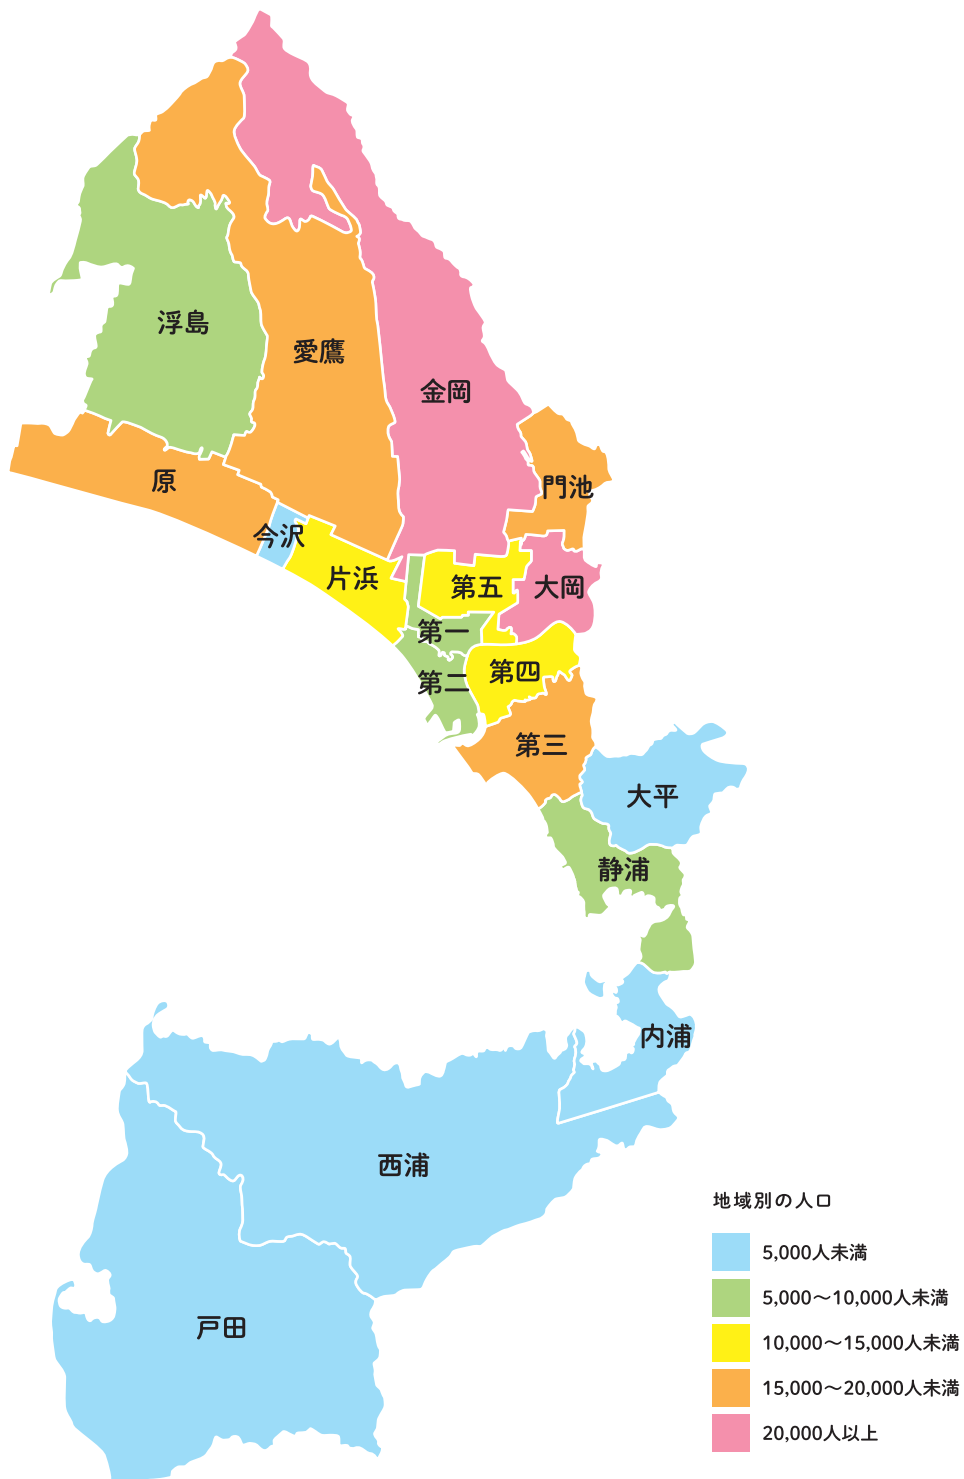 浮島
愛鷹
金岡
原
門池
今沢
片浜
第五
大岡
第一
第四
第二
第三
大平
静浦
内浦
西浦
戸田
地域別の人口
5,000人未満
5,000〜10,000人未満
10,000〜15,000人未満
15,000〜20,000人未満
20,000人以上